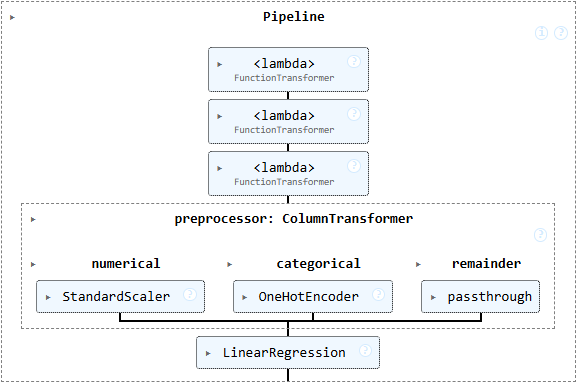 Pipeline
i ?
<lambda> ?
FunctionTransformer
<lambda> ?
FunctionTransformer
<lambda> ?
FunctionTransformer
preprocessor: ColumnTransformer
?
numerical categorical remainder
StandardScaler ? OneHotEncoder ? passthrough
LinearRegression ?